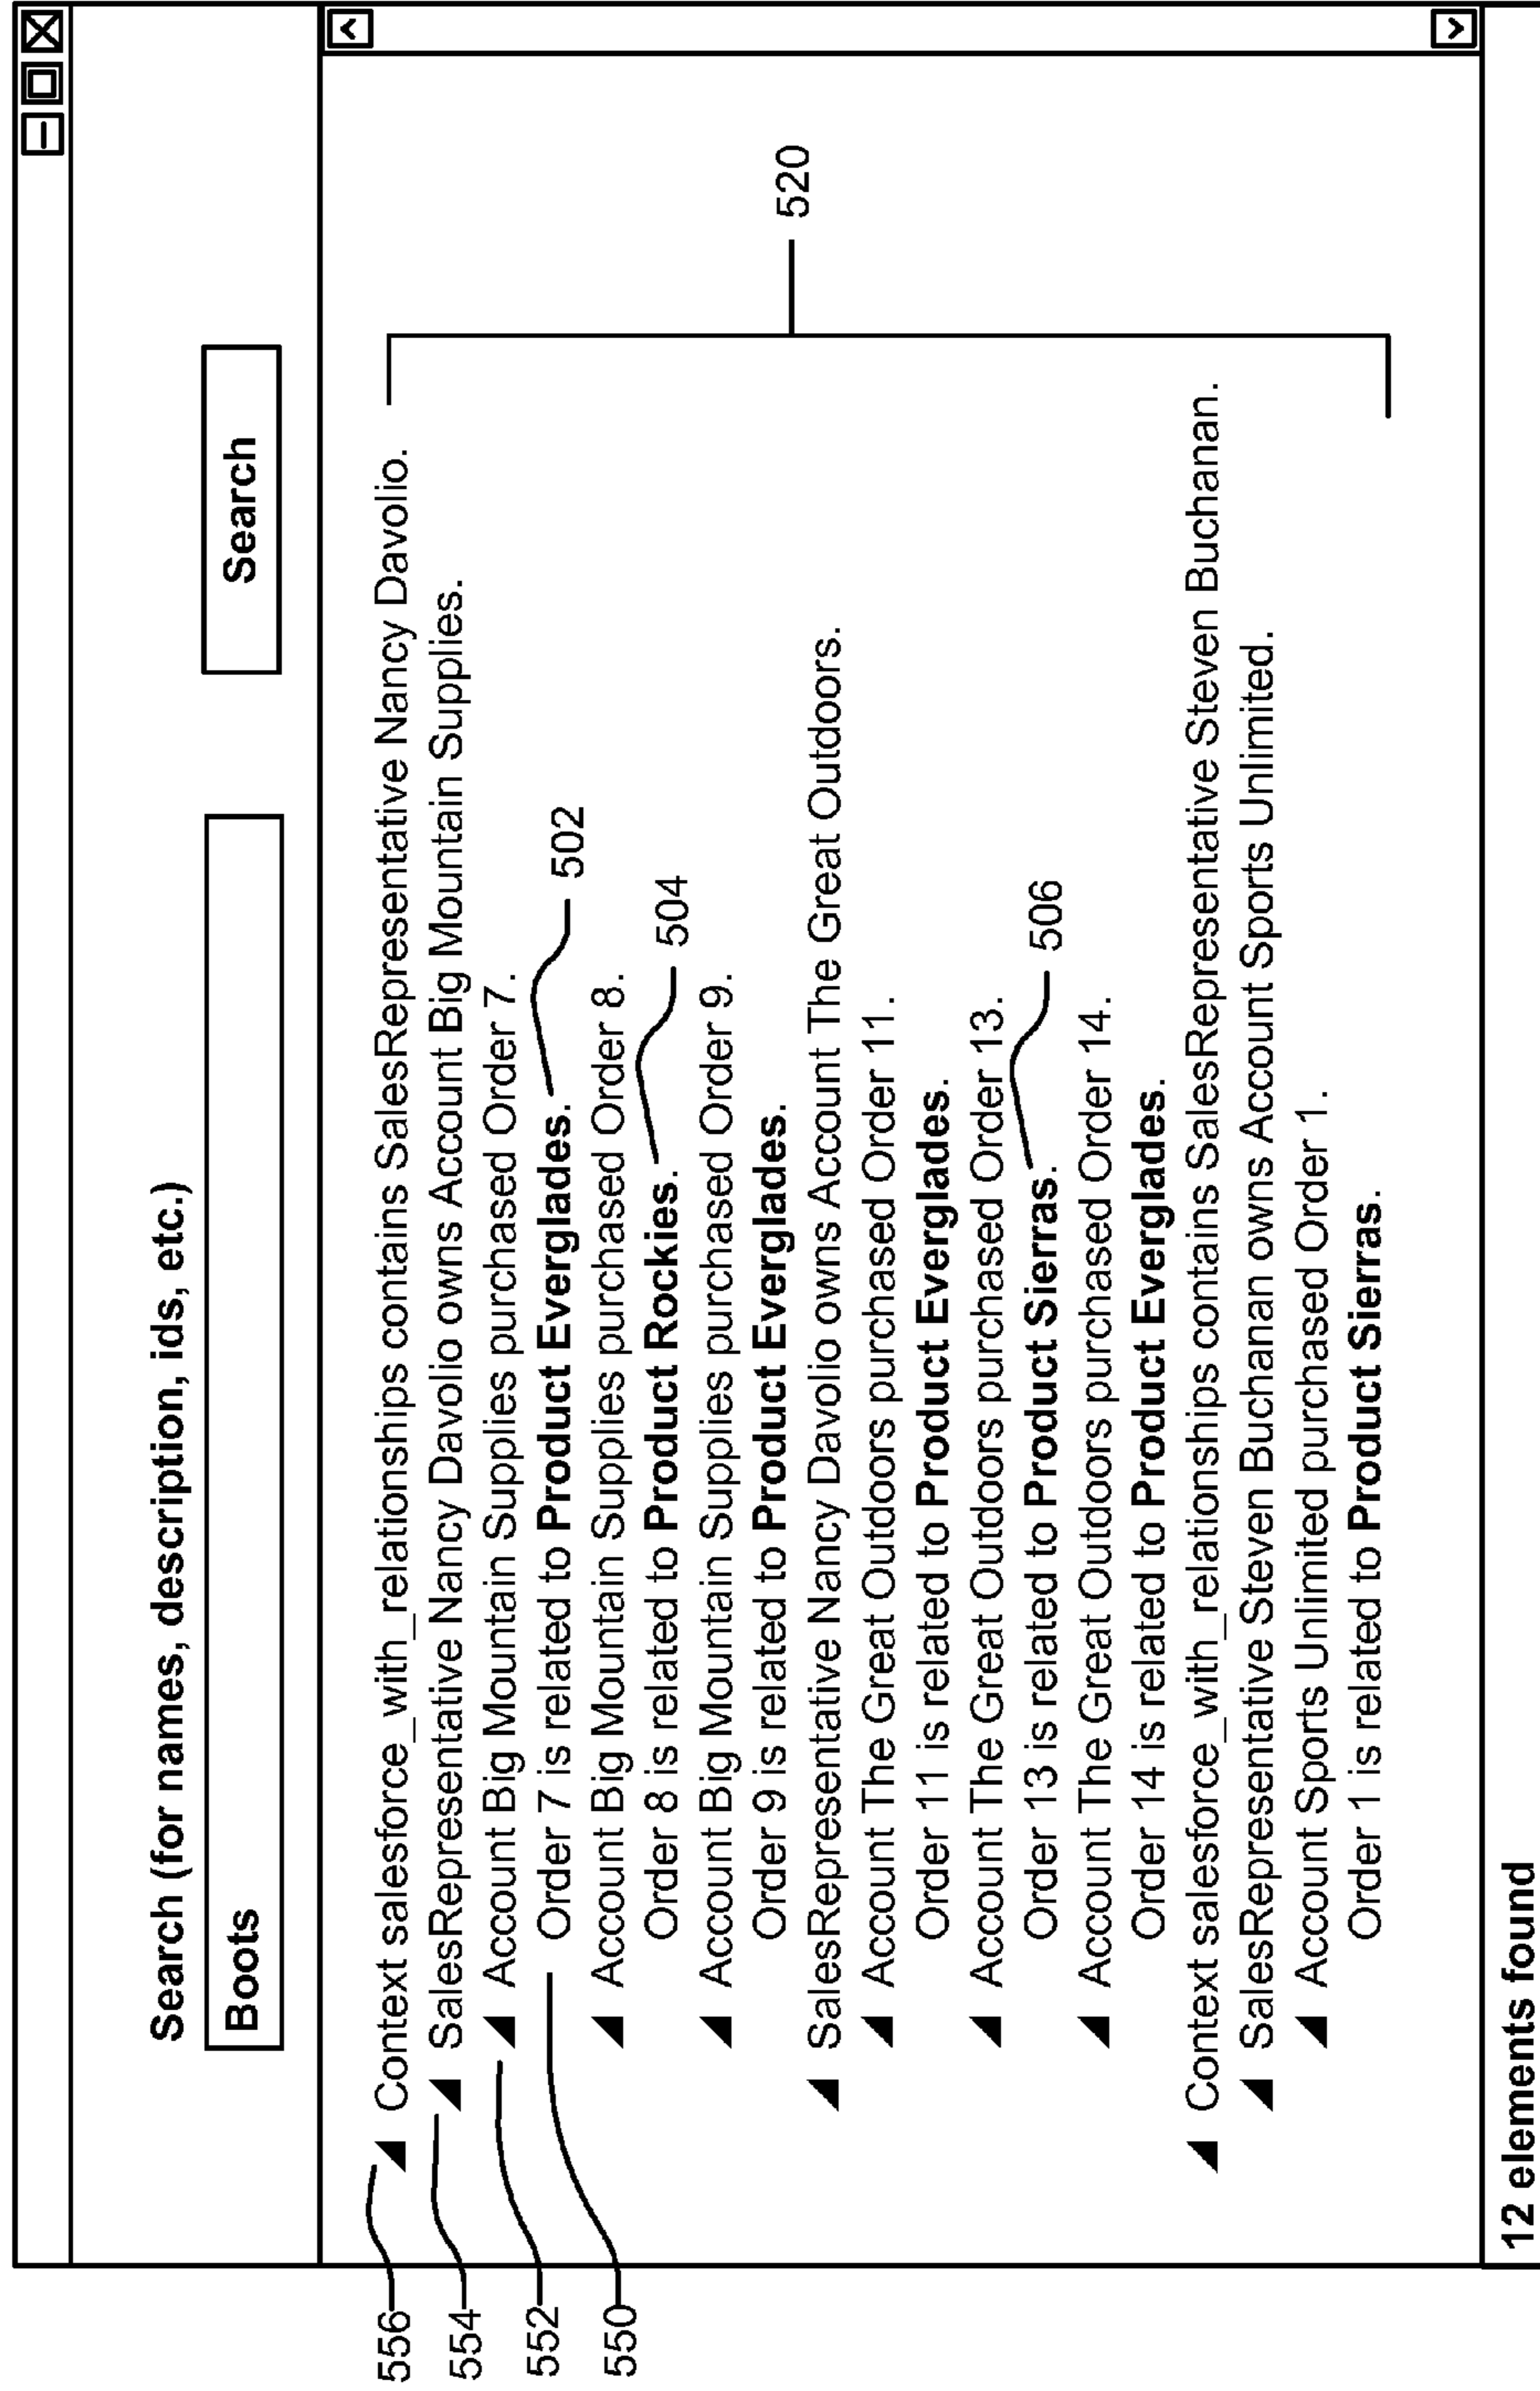 Search (for names, description, ids, etc.)
Boots
Search
Context salesforce_with_relationships contains SalesRepresentative Nancy Davolio.
SalesRepresentative Nancy Davolio owns Account Big Mountain Supplies.
Account Big Mountain Supplies purchased Order 7.
Order 7 is related to Product Everglades.
Account Big Mountain Supplies purchased Order 8.
Order 8 is related to Product Rockies.
Account Big Mountain Supplies purchased Order 9.
Order 9 is related to Product Everglades.
SalesRepresentative Nancy Davolio owns Account The Great Outdoors.
Account The Great Outdoors purchased Order 11.
Order 11 is related to Product Everglades.
Account The Great Outdoors purchased Order 13.
Order 13 is related to Product Sierras.
Account The Great Outdoors purchased Order 14.
Order 14 is related to Product Everglades.
Context salesforce_with_relationships contains SalesRepresentative Steven Buchanan.
SalesRepresentative Steven Buchanan owns Account Sports Unlimited.
Account Sports Unlimited purchased Order 1.
Order 1 is related to Product Sierras.
12 elements found
556
554
552
550
502
504
506
520